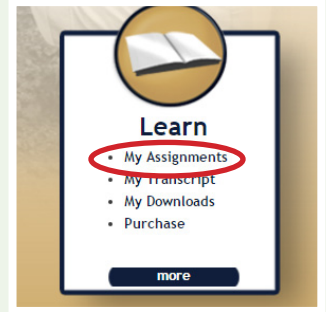 Learn
• My Assignments
• My Transcript
• My Downloads
• Purchase
more